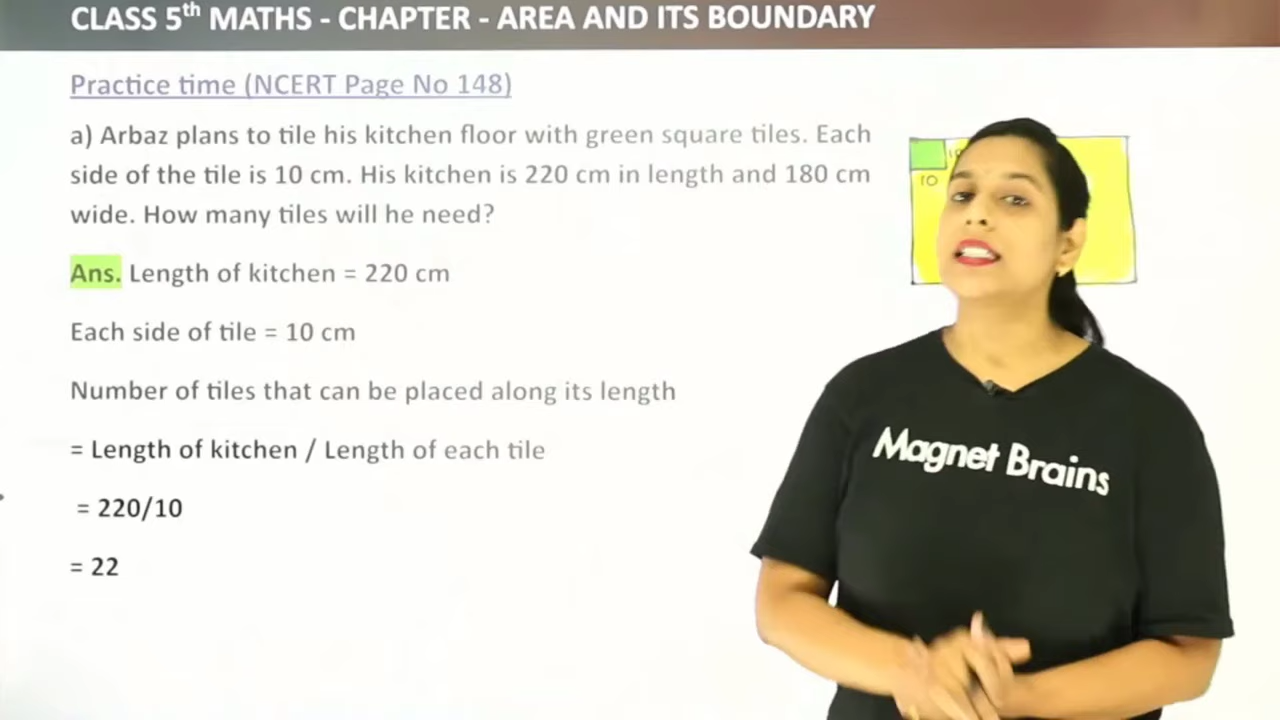 CLASS 5th MATHS - CHAPTER - AREA AND ITS BOUNDARY
Practice time (NCERT Page No 148)
a) Arbaz plans to tile his kitchen floor with green square tiles. Each
side of the tile is 10 cm. His kitchen is 220 cm in length and 180 cm
wide. How many tiles will he need?
Ans. Length of kitchen = 220 cm
Each side of tile = 10 cm
Number of tiles that can be placed along its length
= Length of kitchen / Length of each tile
= 220/10
= 22
10
Magnet Brains